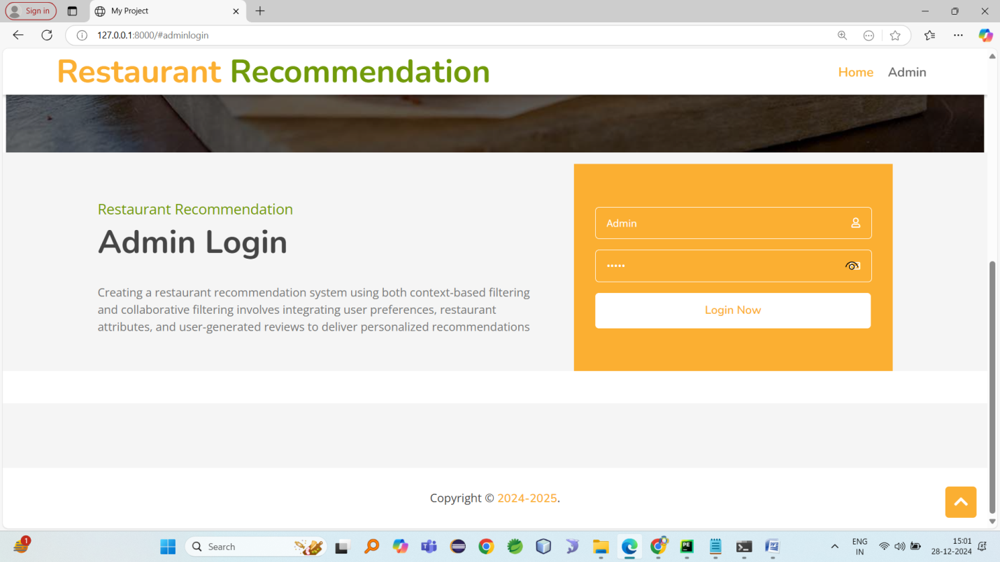 Sign in
My Project
127.0.0.1:8000/#adminlogin
Restaurant Recommendation
Home Admin
Restaurant Recommendation
Admin Login
Creating a restaurant recommendation system using both context-based filtering
and collaborative filtering involves integrating user preferences, restaurant
attributes, and user-generated reviews to deliver personalized recommendations
Admin
•••••
Login Now
Copyright © 2024-2025.
1
Search
PE
ENG
IN
15:01
28-12-2024